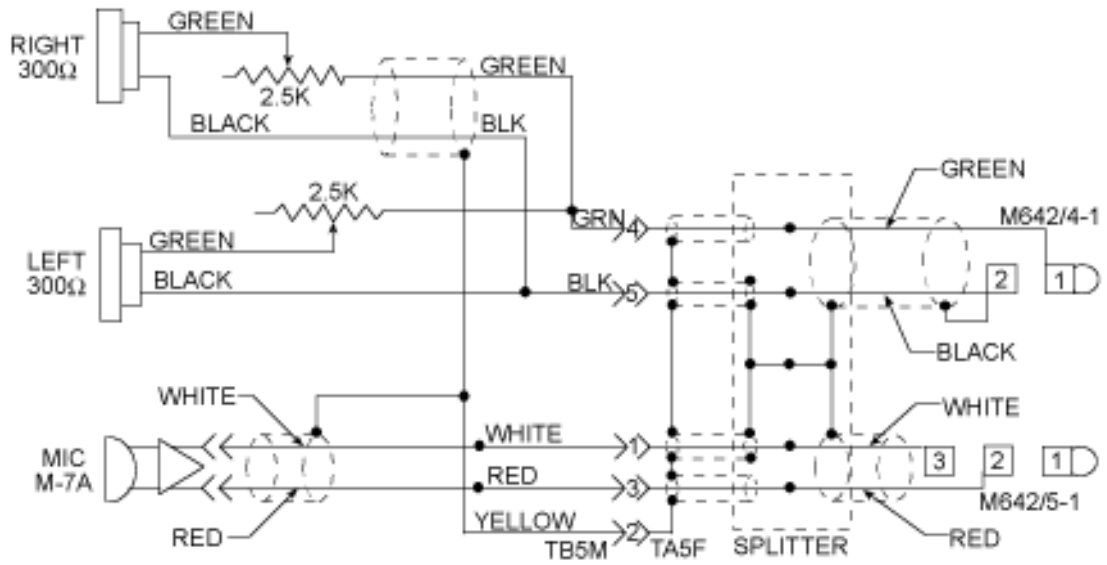 RIGHT
300Ω
GREEN
2.5K
GREEN
BLACK
BLK
2.5K
LEFT
300Ω
GREEN
BLACK
GRN
4
BLK
5
GREEN
M642/4-1
2
1
BLACK
WHITE
MIC
M-7A
WHITE
1
RED
3
RED
YELLOW
2
TB5M
TA5F
SPLITTER
WHITE
3
2
1
M642/5-1
RED